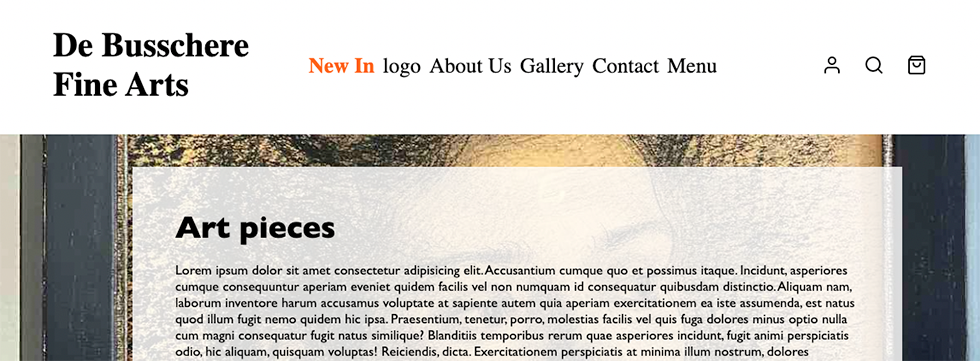 De Busschere
Fine Arts
New In logo About Us Gallery Contact Menu
Art pieces
Lorem ipsum dolor sit amet consectetur adipisicing elit. Accusantium cumque quo et possimus itaque. Incidunt, asperiores
cumque consequuntur aperiam eveniet quidem facilis vel non numquam id consequatur quibusdam distinctio. Aliquam nam,
laborum inventore harum accusamus voluptate at sapiente autem quia aperiam exercitationem ea iste assumenda, est natus
quod illum fugit nemo quidem hic ipsa. Praesentium, tenetur, porro, molestias facilis vel quis fuga dolores minus optio nulla
cum magni consequatur fugit natus similique? Blanditiis temporibus rerum quae asperiores incidunt, fugit animi perspiciatis
odio, hic aliquam, quisquam voluptas! Reiciendis, dicta. Exercitationem perspiciatis at minima illum nostrum, dolores